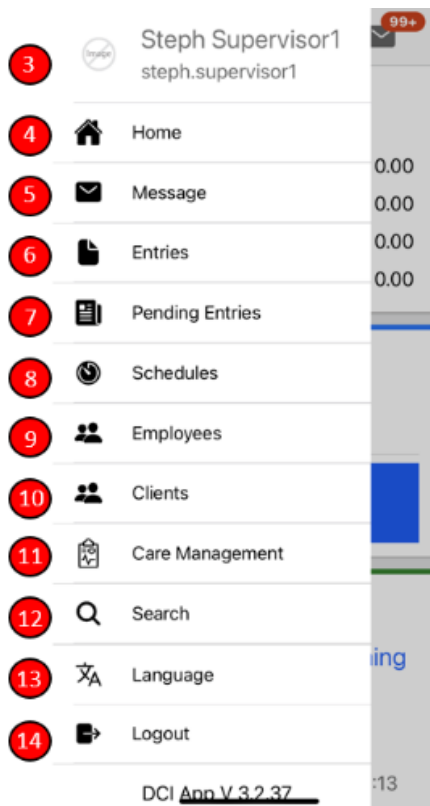 99+
3
Image
Steph Supervisor1
steph.supervisor1
4 Home
0.00
5 Message
0.00
6 Entries
0.00
0.00
7 Pending Entries
8 Schedules
9 Employees
10 Clients
11 Care Management
12 Search
ing
13 Language
14 Logout
DCI App V 3.2.37
:13